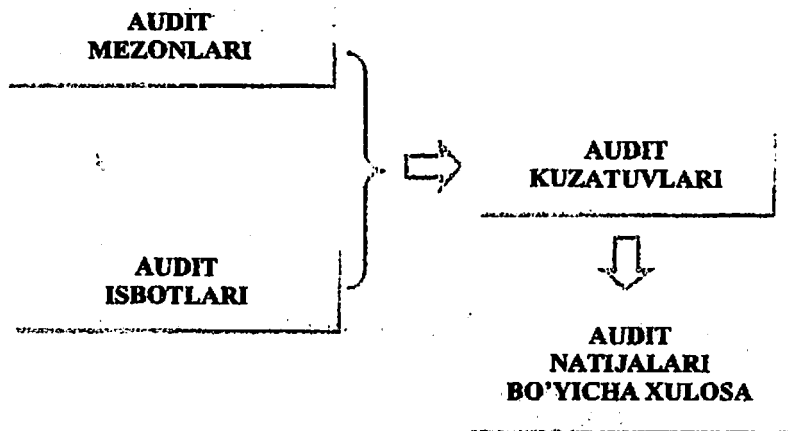 AUDIT
MEZONLARI
AUDIT
ISBOTLARI
AUDIT
KUZATUVLARI
AUDIT
NATIJALARI
BO'YICHA XULOSA